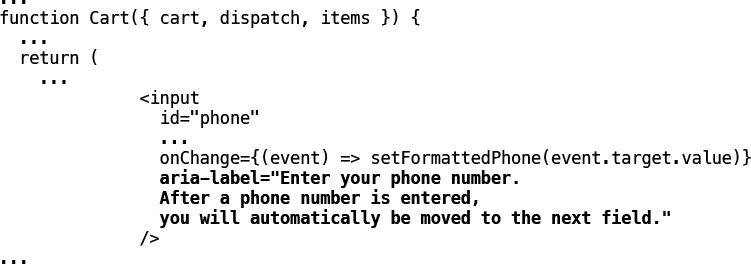 ...
function Cart({ cart, dispatch, items }) {
  ...
  return (
    ...
              <input
                id="phone"
                ...
                onChange={(event) => setFormattedPhone(event.target.value)}
                aria-label="Enter your phone number.
                After a phone number is entered,
                you will automatically be moved to the next field."
              />
...